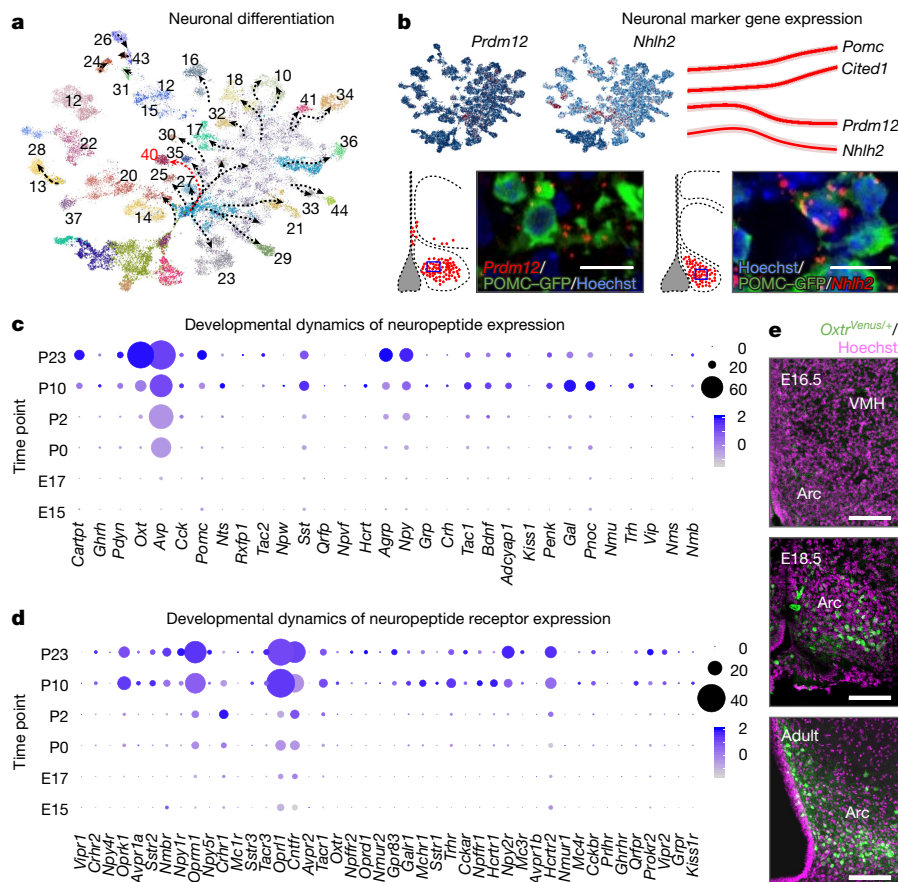 a
Neuronal differentiation
26
43
24
31
16
12
15
12
18
10
34
41
32
30
17
22
40
35
36
28
13
25
27
20
14
37
33
44
21
23
29
b
Neuronal marker gene expression
Prdm12
Nhlh2
Pomc
Cited1
Prdm12
Nhlh2
Prdm12/
POMC–GFP/Hoechst
Hoechst/
POMC–GFP/Nhlh2
c
Developmental dynamics of neuropeptide expression
Time point
P23
P10
P2
P0
E17
E15
Cartpt
Ghrh
Pdyn
Oxt
Avp
Cck
Pomc
Nts
Rxfp1
Tac2
Npw
Sst
Qrfp
Npvf
Hcrt
Agrp
Npy
Grp
Crh
Tac1
Bdnf
Adcyap1
Kiss1
Penk
Gal
Pnoc
Nmu
Trh
Vip
Nms
Nmb
0
20
60
2
0
d
Developmental dynamics of neuropeptide receptor expression
Time point
P23
P10
P2
P0
E17
E15
Vipr1
Crhr2
Npy4r
Oprk1
Avpr1a
Sstr2
Nmbr
Npy1r
Oprm1
Npy5r
Crhr1
Mc1r
Sstr3
Tacr3
Oprl1
Cntfr
Avpr2
Tacr1
Oxtr
Npffr2
Oprd1
Nmur2
Gpr83
Galr1
Mchr1
Sstr1
Trhr
Cckar
Npffr1
Hcrtr1
Npy2r
Mc3r
Avpr1b
Hcrtr2
Nmur1
Mc4r
Cckbr
Prlhr
Ghrhr
Qrfpr
Prokr2
Vipr2
Grpr
Kiss1r
0
20
40
2
0
e
Oxtr Venus/+/
Hoechst
E16.5
VMH
Arc
E18.5
Arc
Adult
Arc